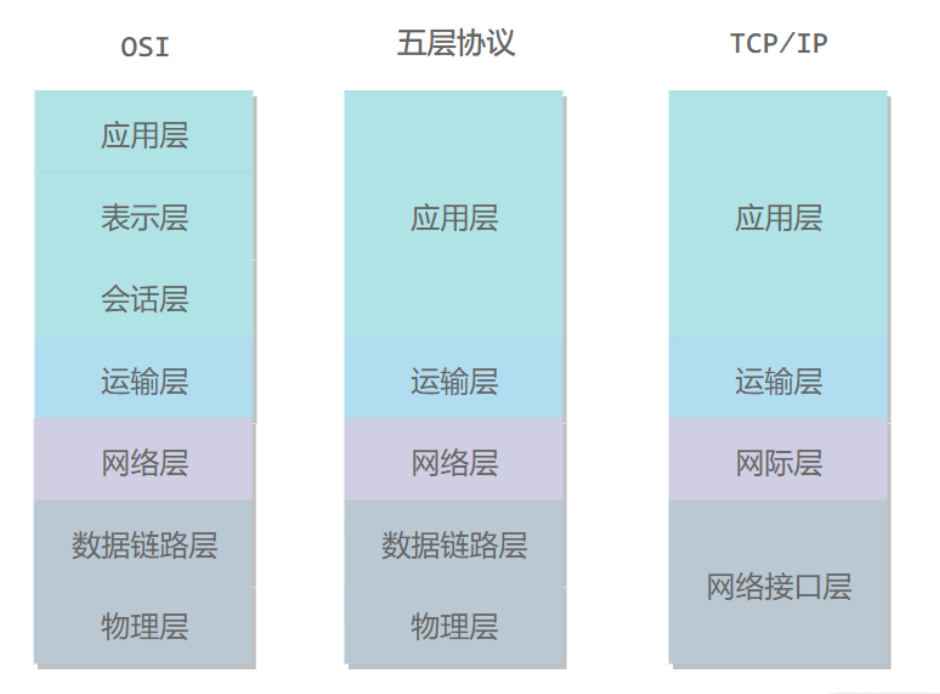 OSI
五层协议
TCP/IP
应用层
表示层
会话层
运输层
网络层
数据链路层
物理层
应用层
运输层
网络层
数据链路层
物理层
应用层
运输层
网际层
网络接口层